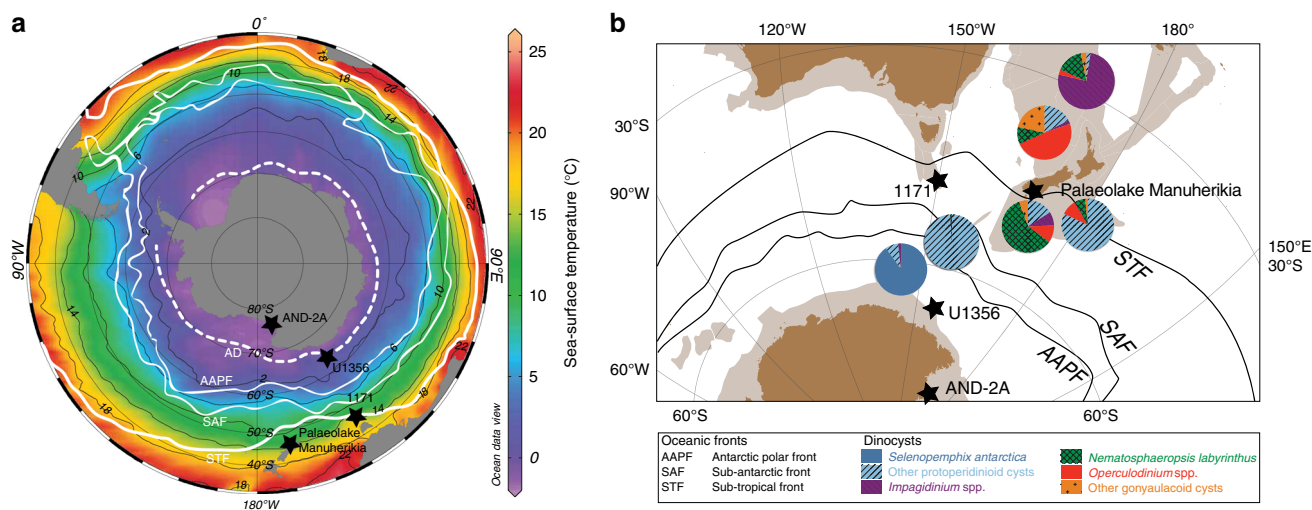 a
0°
90°W
90°E
180°W
18
18
22
10
14
6
10
2
22
14
10
AND-2A
80°S
70°S
AD
U1356
6
AAPF
2
60°S
1171
14
18
22
SAF
50°S
Palaeolake
Manuherikia
STF
40°S
18
18
Ocean data view
25
20
15
10
5
0
Sea-surface temperature (°C)
b
120°W
150°W
180°
30°S
90°W
60°W
60°S
60°S
150°E
30°S
1171
Palaeolake Manuherikia
U1356
AND-2A
STF
SAF
AAPF
Oceanic fronts
AAPF Antarctic polar front
SAF Sub-antarctic front
STF Sub-tropical front
Dinocysts
Selenopemphix antarctica
Other protoperidinioid cysts
Impagidinium spp.
Nematosphaeropsis labyrinthus
Operculodinium spp.
Other gonyaulacoid cysts